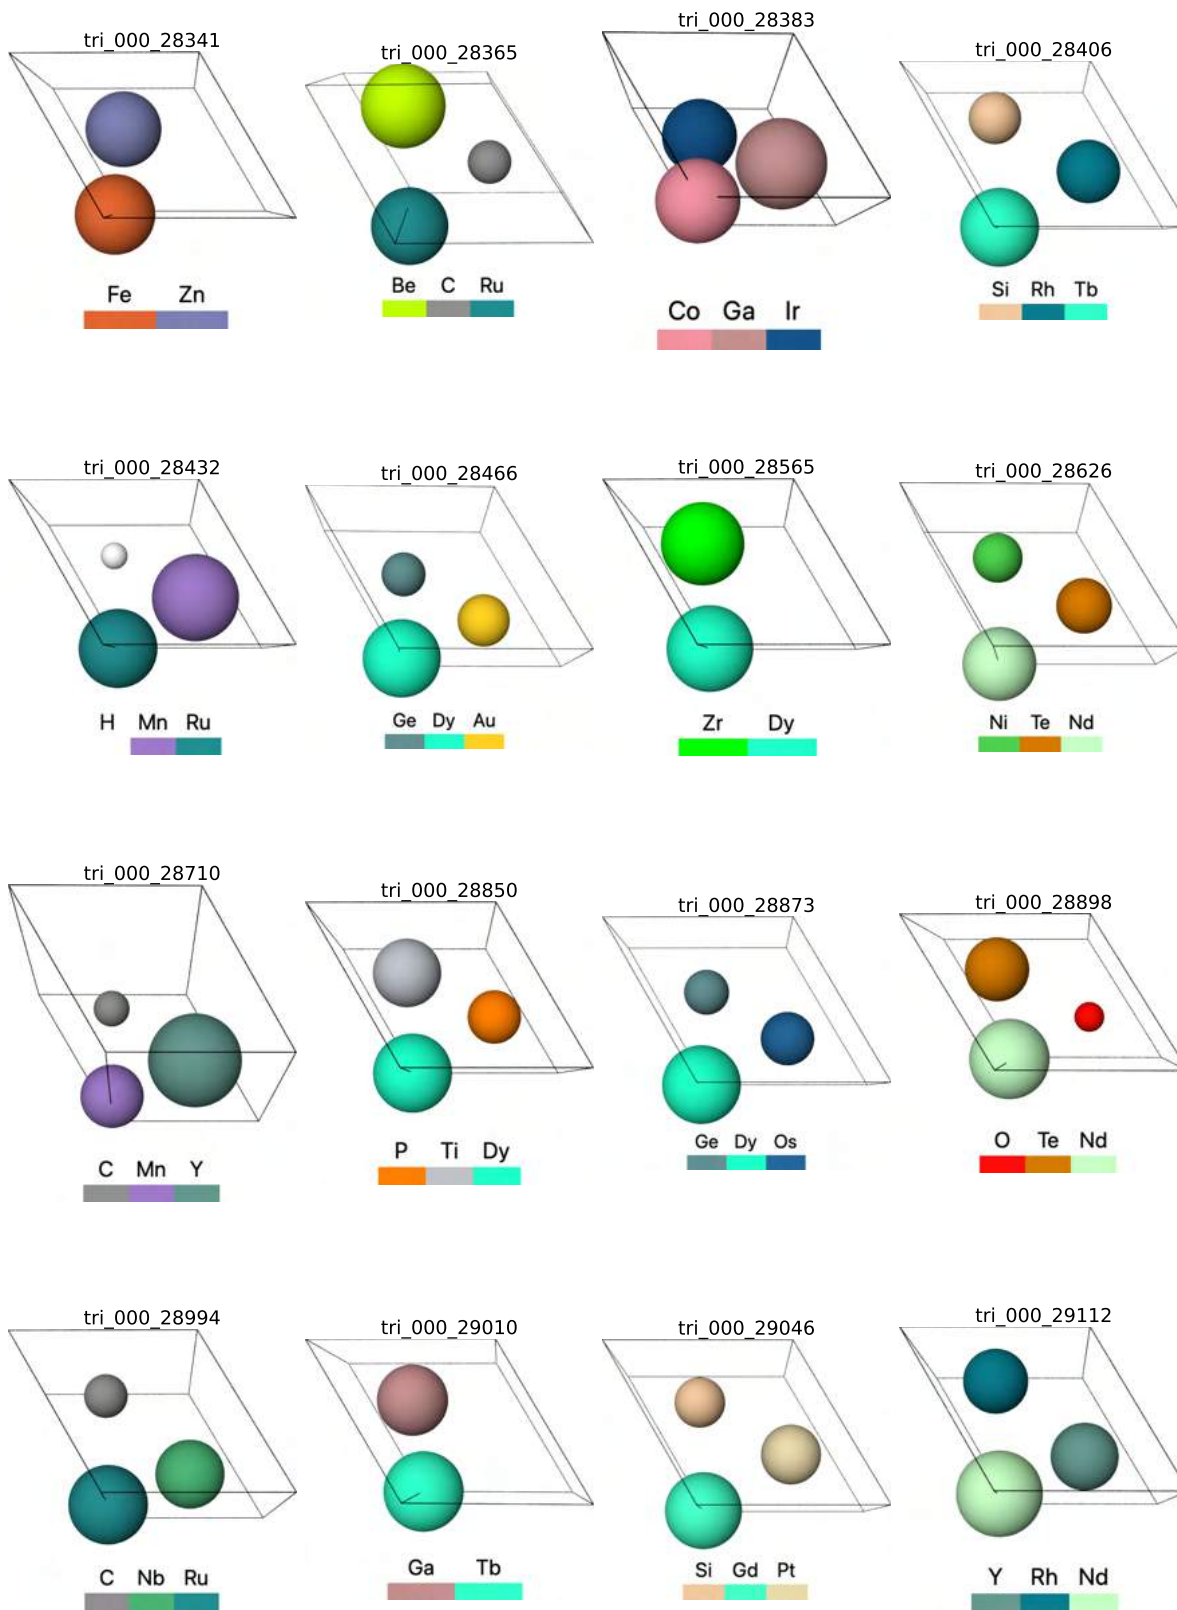 tri_000_28341
Fe Zn
tri_000_28365
Be C Ru
tri_000_28383
Co Ga Ir
tri_000_28406
Si Rh Tb
tri_000_28432
H Mn Ru
tri_000_28466
Ge Dy Au
tri_000_28565
Zr Dy
tri_000_28626
Ni Te Nd
tri_000_28710
C Mn Y
tri_000_28850
P Ti Dy
tri_000_28873
Ge Dy Os
tri_000_28898
O Te Nd
tri_000_28994
C Nb Ru
tri_000_29010
Ga Tb
tri_000_29046
Si Gd Pt
tri_000_29112
Y Rh Nd